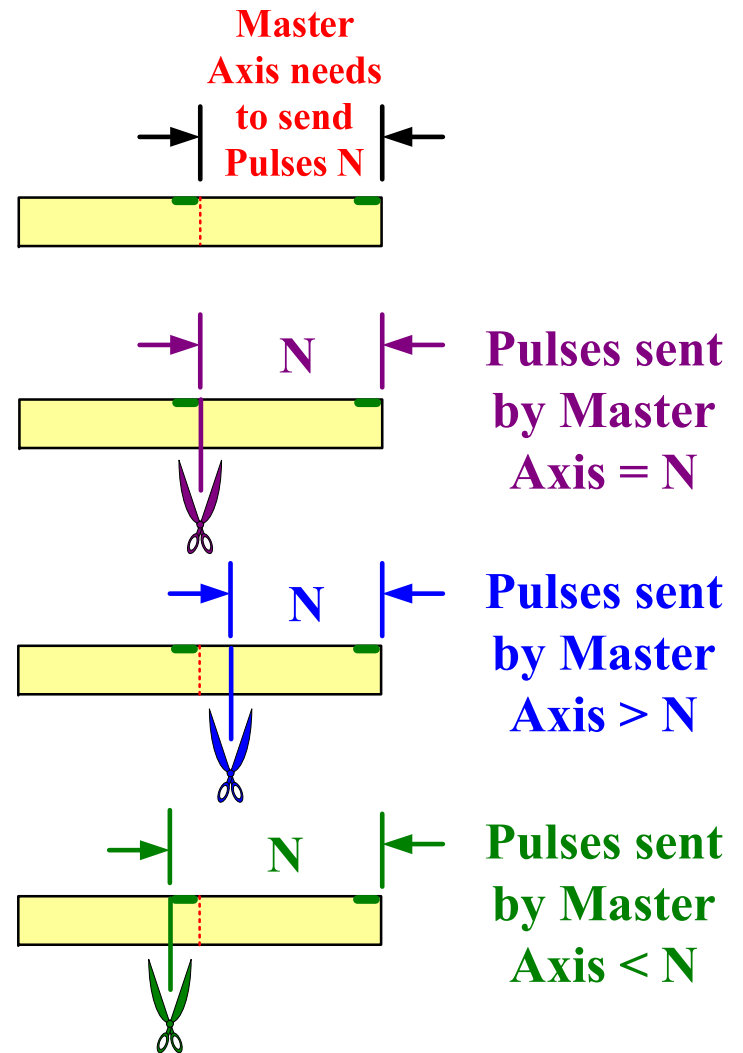 Master
Axis needs
to send
Pulses N
N
Pulses sent
by Master
Axis = N
N
Pulses sent
by Master
Axis > N
N
Pulses sent
by Master
Axis < N